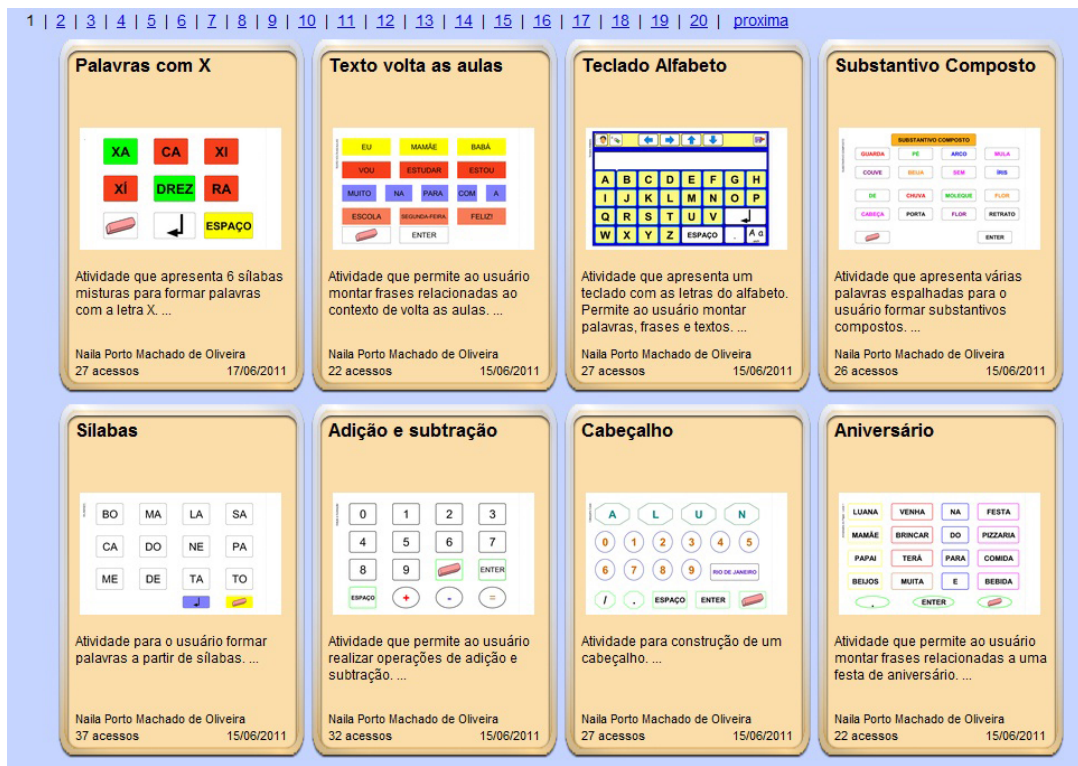 1 | 2 | 3 | 4 | 5 | 6 | 7 | 8 | 9 | 10 | 11 | 12 | 13 | 14 | 15 | 16 | 17 | 18 | 19 | 20 | proxima
Palavras com X
XA CA XI
XÍ DREZ RA
ESPAÇO
Atividade que apresenta 6 sílabas
misturas para formar palavras
com a letra X. ...
Naila Porto Machado de Oliveira
27 acessos 17/06/2011
Texto volta as aulas
EU MAMÃE BABÁ
VOU ESTUDAR ESTOU
MUITO NA PARA COM A
ESCOLA SEGUNDA-FEIRA FELIZ!
ENTER
Atividade que permite ao usuário
montar frases relacionadas ao
contexto de volta as aulas. ...
Naila Porto Machado de Oliveira
22 acessos 15/06/2011
Teclado Alfabeto
A B C D E F G H
I J K L M N O P
Q R S T U V
W X Y Z ESPAÇO . A a
Atividade que apresenta um
teclado com as letras do alfabeto.
Permite ao usuário montar
palavras, frases e textos. ...
Naila Porto Machado de Oliveira
27 acessos 15/06/2011
Substantivo Composto
SUBSTANTIVO COMPOSTO
GUARDA PÉ ARCO MULA
COUVE BEIJA SEM ÍRIS
DE CHUVA MOLEQUE FLOR
CABEÇA PORTA FLOR RETRATO
ENTER
Atividade que apresenta várias
palavras espalhadas para o
usuário formar substantivos
compostos. ...
Naila Porto Machado de Oliveira
26 acessos 15/06/2011
Sílabas
BO MA LA SA
CA DO NE PA
ME DE TA TO
Atividade para o usuário formar
palavras a partir de sílabas. ...
Naila Porto Machado de Oliveira
37 acessos 15/06/2011
Adição e subtração
0 1 2 3
4 5 6 7
8 9 ENTER
ESPAÇO + - =
Atividade que permite ao usuário
realizar operações de adição e
subtração. ...
Naila Porto Machado de Oliveira
32 acessos 15/06/2011
Cabeçalho
A L U N
0 1 2 3 4 5
6 7 8 9 RIO DE JANEIRO
/ . ESPAÇO ENTER
Atividade para construção de um
cabeçalho. ...
Naila Porto Machado de Oliveira
27 acessos 15/06/2011
Aniversário
LUANA VENHA NA FESTA
MAMÃE BRINCAR DO PIZZARIA
PAPAI TERÁ PARA COMIDA
BEIJOS MUITA E BEBIDA
. ENTER
Atividade que permite ao usuário
montar frases relacionadas a uma
festa de aniversário. ...
Naila Porto Machado de Oliveira
22 acessos 15/06/2011